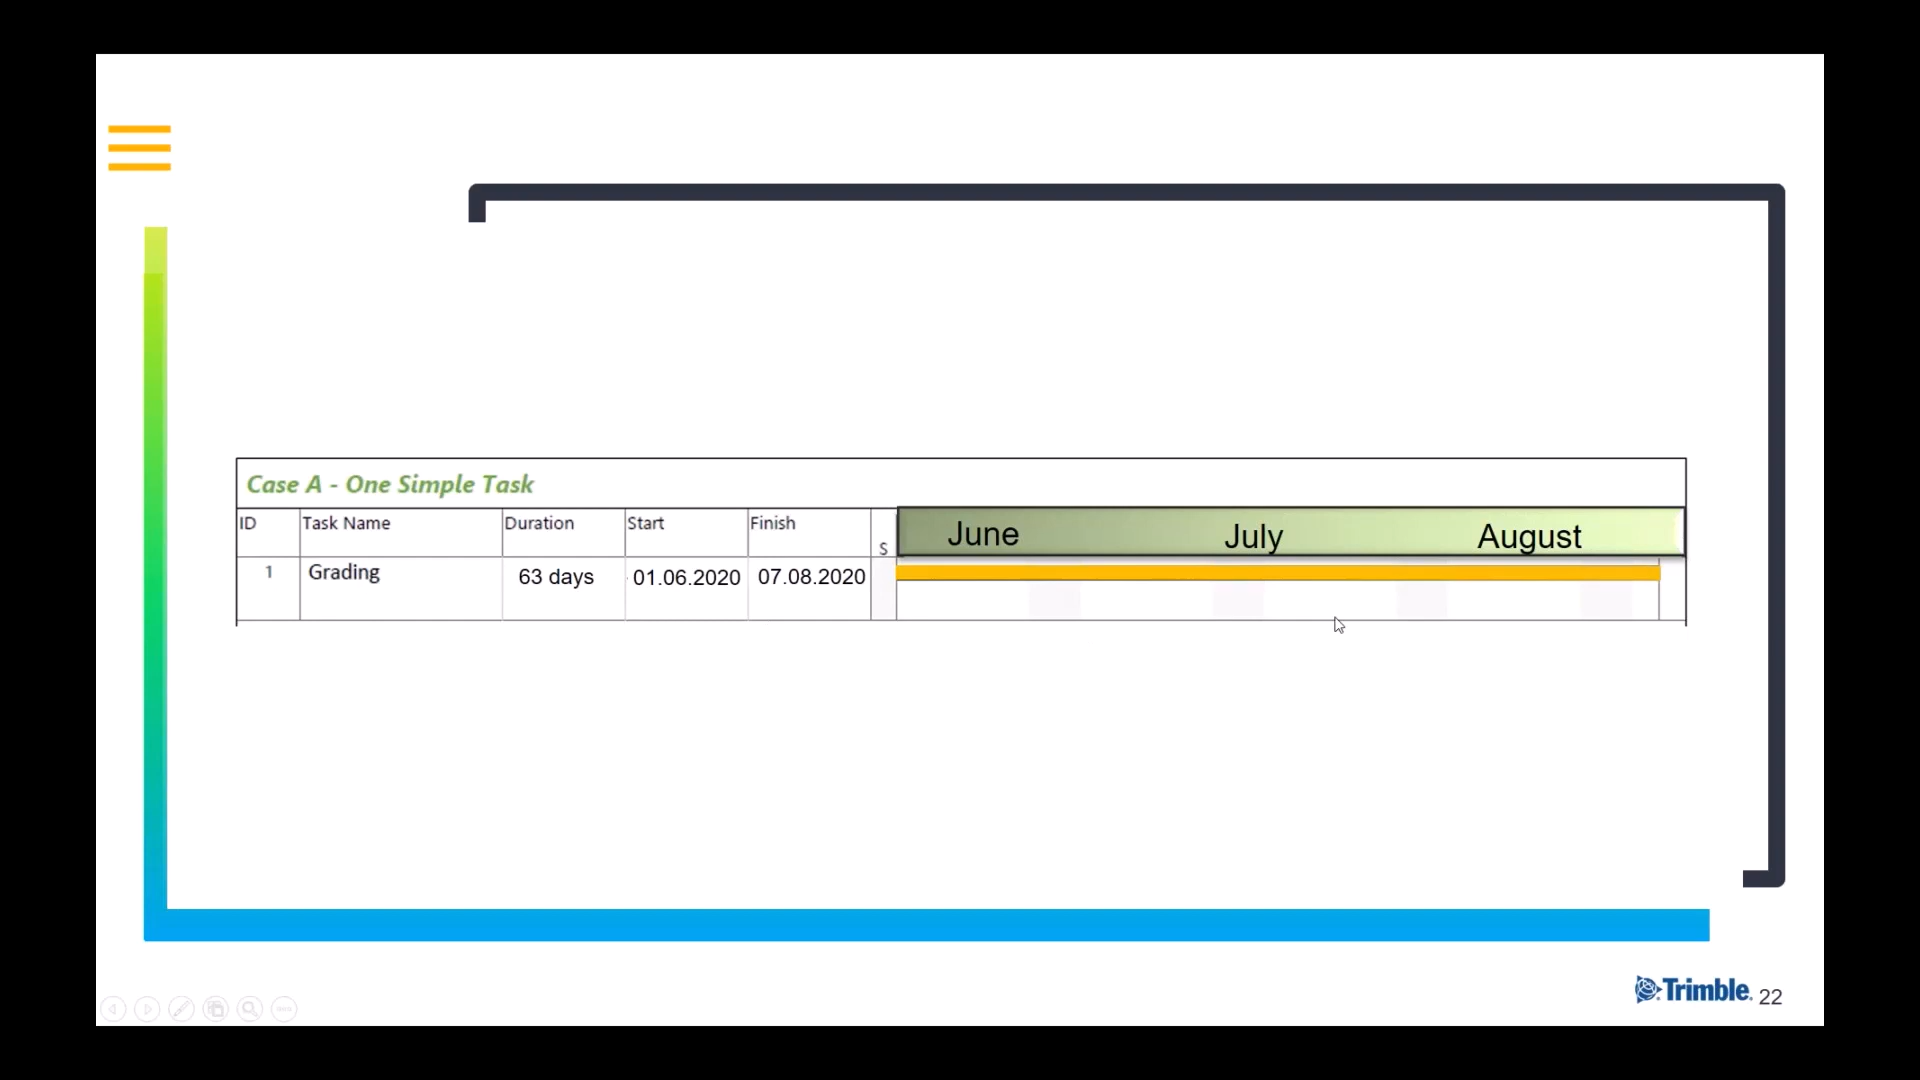 Case A - One Simple Task
ID Task Name Duration Start Finish S June July August
1 Grading 63 days 01.06.2020 07.08.2020
Trimble. 22